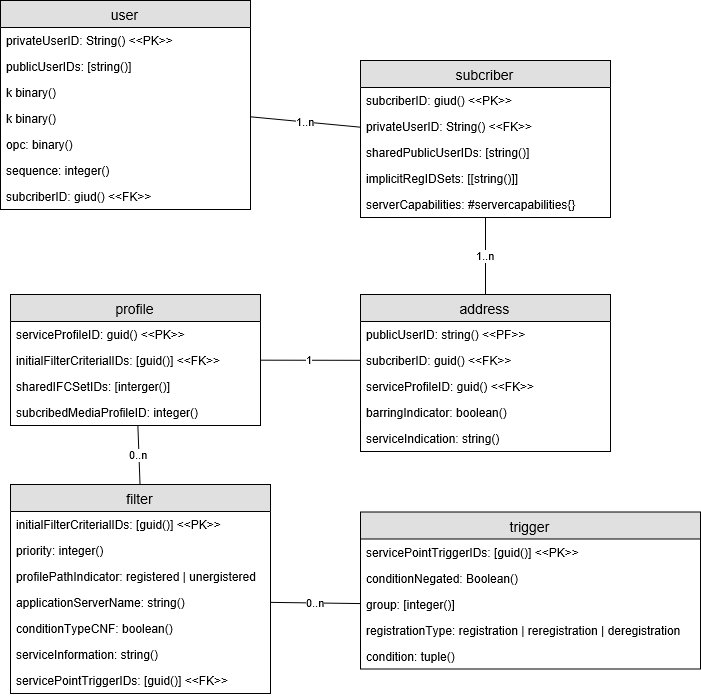 user
privateUserID: String() <<PK>>
publicUserIDs: [string()]
k binary()
k binary()
opc: binary()
sequence: integer()
subcriberID: giud() <<FK>>
1..n
subcriber
subcriberID: giud() <<PK>>
privateUserID: String() <<FK>>
sharedPublicUserIDs: [string()]
implicitRegIDSets: [[string()]]
serverCapabilities: #servercapabilities{}
1..n
profile
serviceProfileID: guid() <<PK>>
initialFilterCriterialIDs: [guid()] <<FK>>
sharedIFCSetIDs: [interger()]
subcribedMediaProfileID: integer()
1
address
publicUserID: string() <<PF>>
subcriberID: guid() <<FK>>
serviceProfileID: guid() <<FK>>
barringIndicator: boolean()
serviceIndication: string()
0..n
filter
initialFilterCriterialIDs: [guid()] <<PK>>
priority: integer()
profilePathIndicator: registered | unergistered
applicationServerName: string()
conditionTypeCNF: boolean()
serviceInformation: string()
servicePointTriggerIDs: [guid()] <<FK>>
0..n
trigger
servicePointTriggerIDs: [guid()] <<PK>>
conditionNegated: Boolean()
group: [integer()]
registrationType: registration | reregistration | deregistration
condition: tuple()